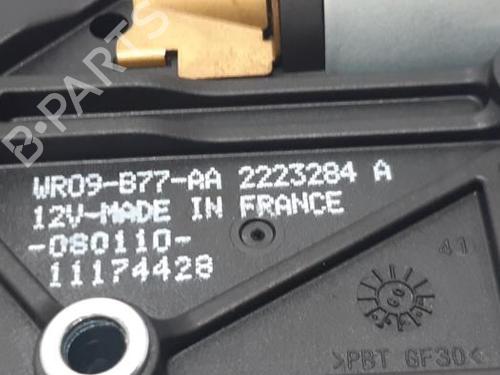 B-PARTS
WR09-B77-AA 2223284 A
12V-MADE IN FRANCE
-080110-
11174428
41
>PBT GF30<